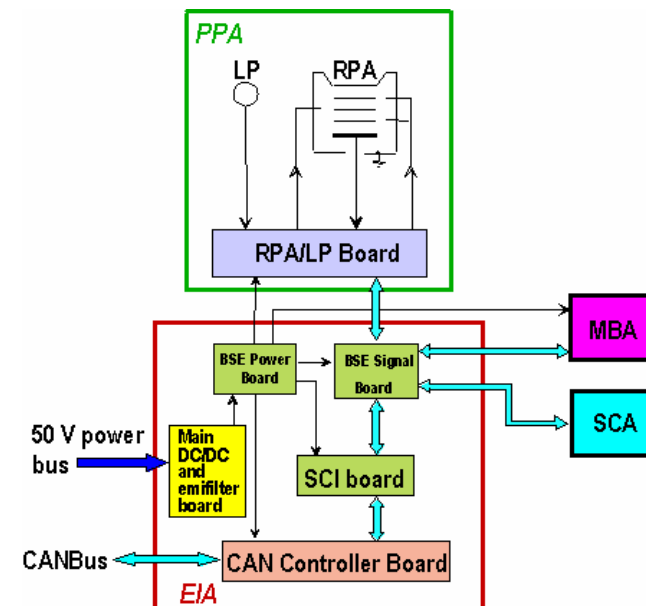 PPA
LP
RPA
RPA/LP Board
MBA
BSE Power
Board
BSE Signal
Board
SCA
50 V power
bus
Main
DC/DC
and
emifilter
board
SCI board
CANBus
CAN Controller Board
EIA